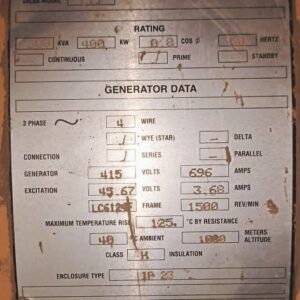 RATING
KVA 400 KW 0.8 COS φ HERTZ
CONTINUOUS / PRIME STANDBY
GENERATOR DATA
3 PHASE ~ 4 WIRE
/ WYE (STAR) – DELTA
CONNECTION / SERIES – PARALLEL
GENERATOR 415 VOLTS 696 AMPS
EXCITATION 45.67 VOLTS 3.68 AMPS
FRAME 1500 REV/MIN
MAXIMUM TEMPERATURE RISE 125 °C BY RESISTANCE
40 °C AMBIENT 1000 METERS ALTITUDE
CLASS H INSULATION
ENCLOSURE TYPE IP 23